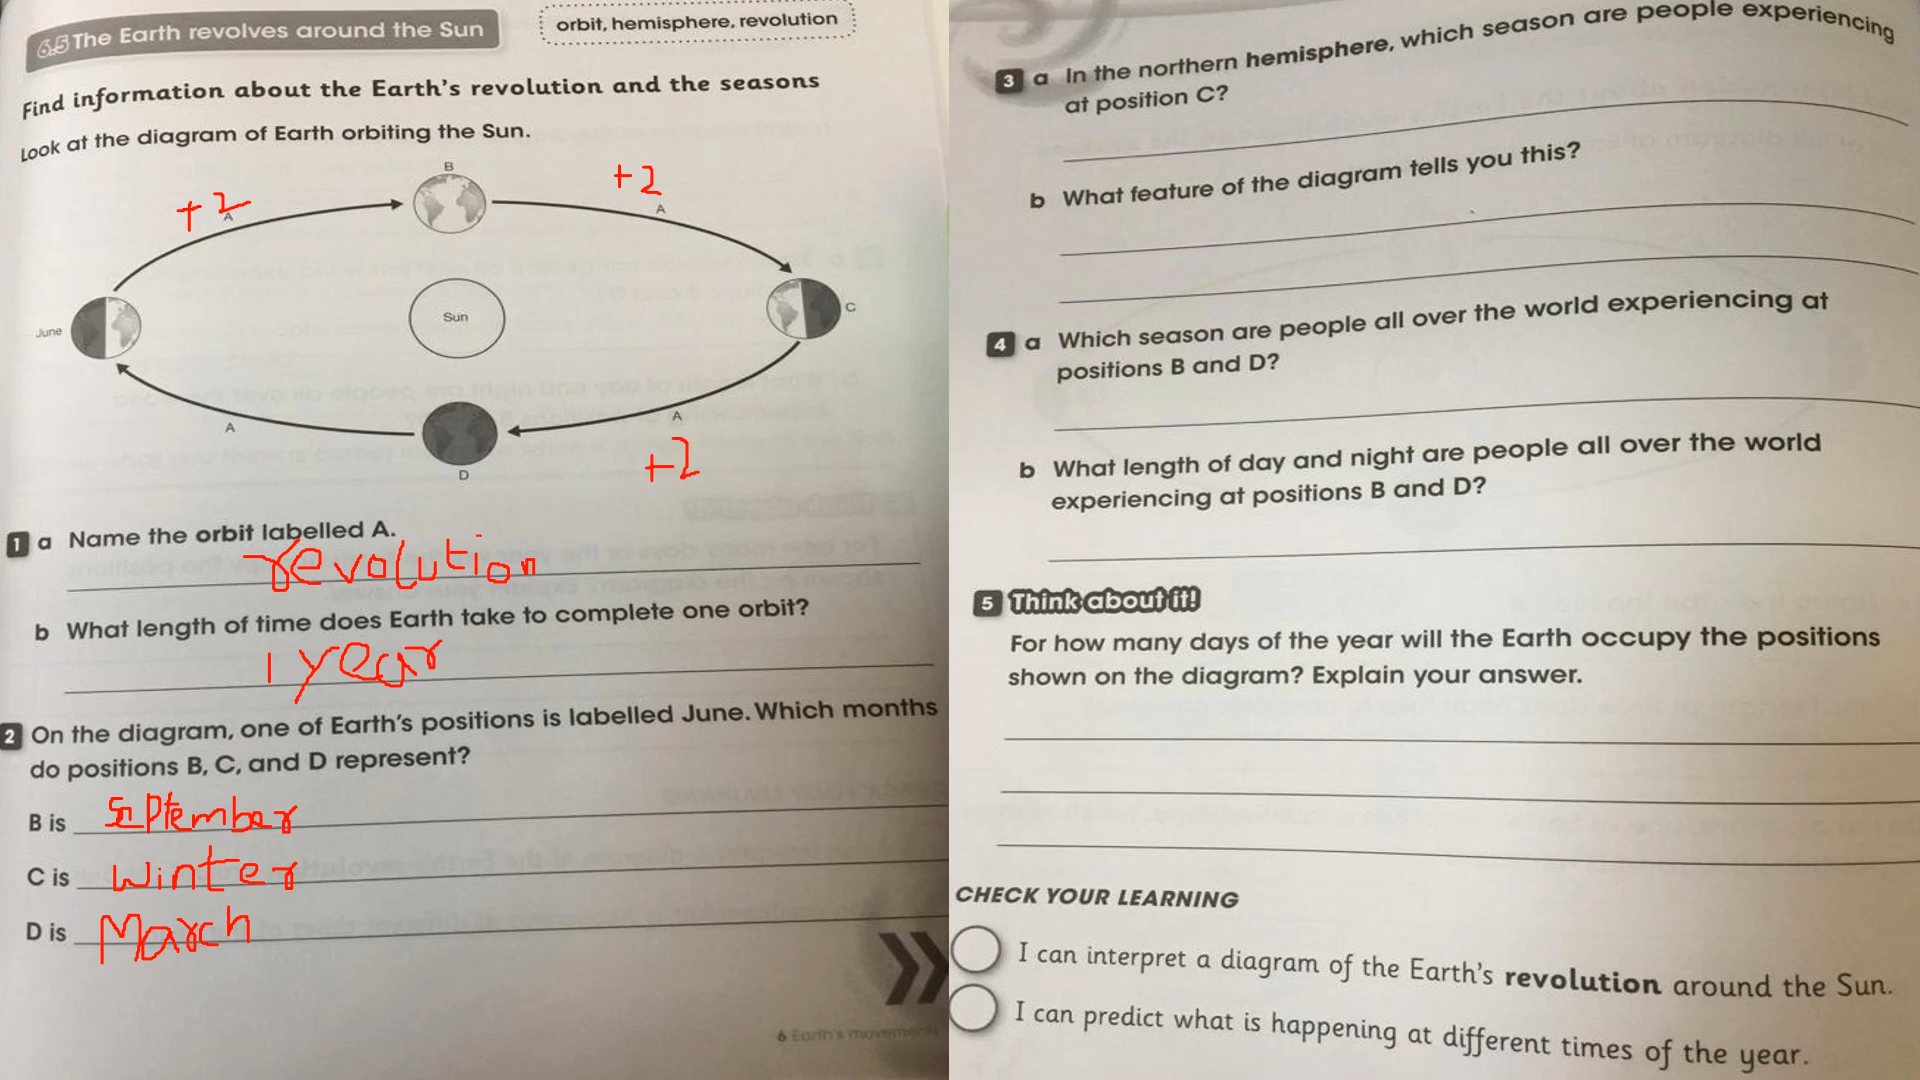 6.5 The Earth revolves around the Sun
orbit, hemisphere, revolution
Find information about the Earth's revolution and the seasons
Look at the diagram of Earth orbiting the Sun.
B
+2
+2
A
A
June
Sun
C
A
A
+2
D
1 a Name the orbit labelled A.
revolution
b What length of time does Earth take to complete one orbit?
1 year
2 On the diagram, one of Earth's positions is labelled June. Which months
do positions B, C, and D represent?
B is September
C is Winter
D is March
6 Earth's movements
3 a In the northern hemisphere, which season are people experiencing
at position C?
b What feature of the diagram tells you this?
4 a Which season are people all over the world experiencing at
positions B and D?
b What length of day and night are people all over the world
experiencing at positions B and D?
5 Think about it!
For how many days of the year will the Earth occupy the positions
shown on the diagram? Explain your answer.
CHECK YOUR LEARNING
I can interpret a diagram of the Earth's revolution around the Sun.
I can predict what is happening at different times of the year.